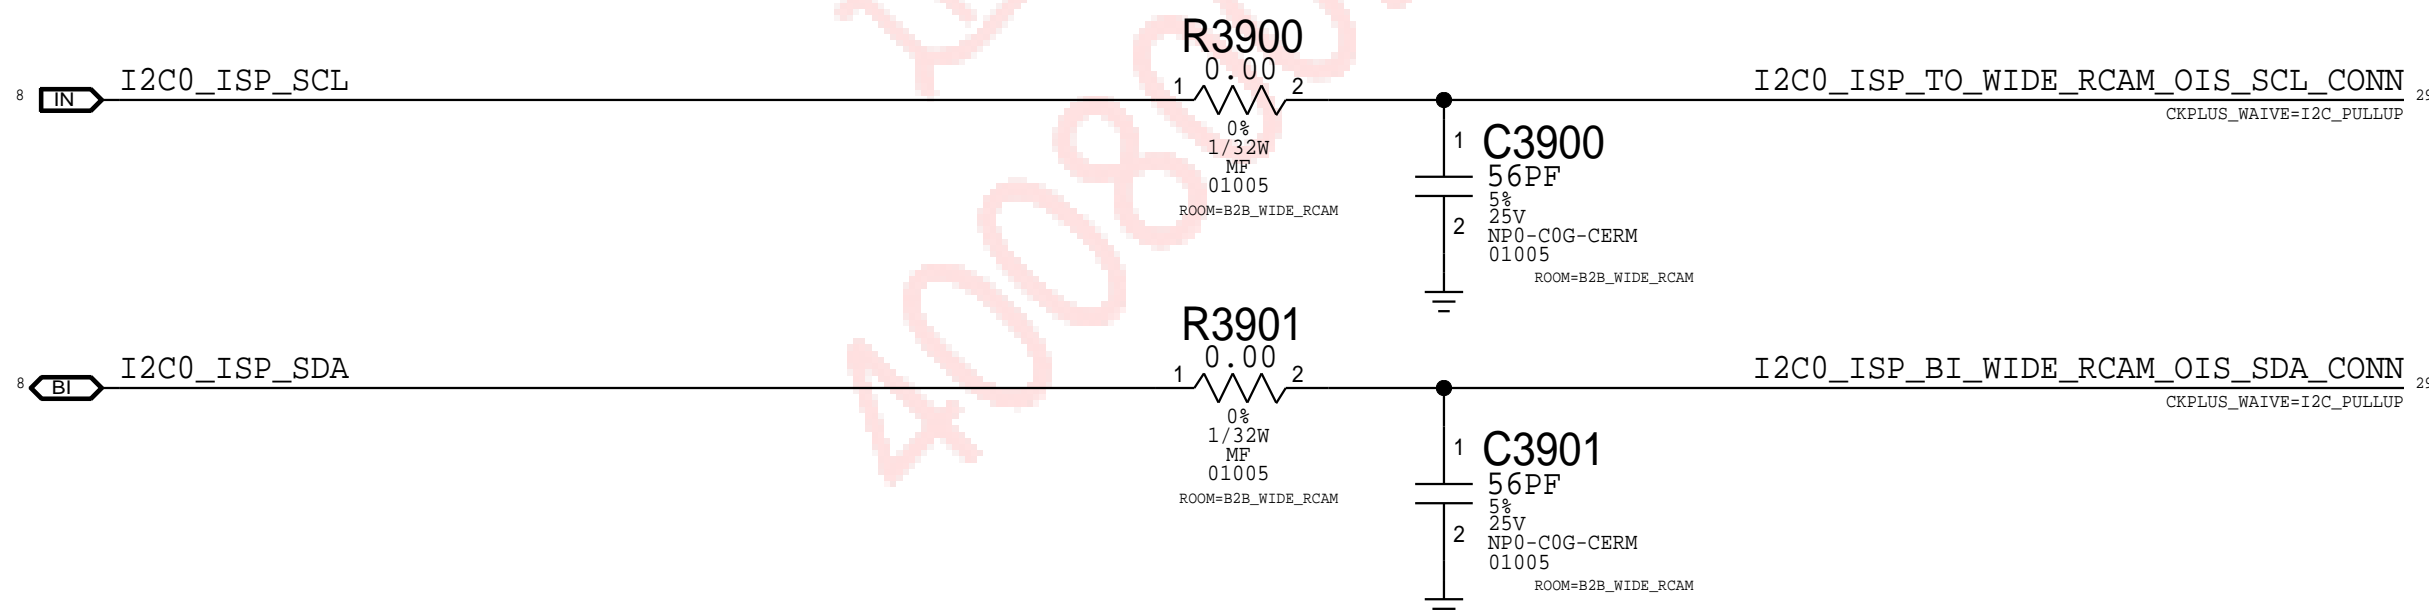 R3900
I2C0_ISP_SCL
0.00
I2C0_ISP_TO_WIDE_RCAM_OIS_SCL_CONN
8 IN
1 2
29
CKPLUS_WAIVE=I2C_PULLUP
0%
1/32W
MF
01005
ROOM=B2B_WIDE_RCAM
1 C3900
56PF
5%
25V
2
NP0-C0G-CERM
01005
ROOM=B2B_WIDE_RCAM
R3901
I2C0_ISP_SDA
0.00
I2C0_ISP_BI_WIDE_RCAM_OIS_SDA_CONN
8 BI
1 2
29
CKPLUS_WAIVE=I2C_PULLUP
0%
1/32W
MF
01005
ROOM=B2B_WIDE_RCAM
1 C3901
56PF
5%
25V
2
NP0-C0G-CERM
01005
ROOM=B2B_WIDE_RCAM